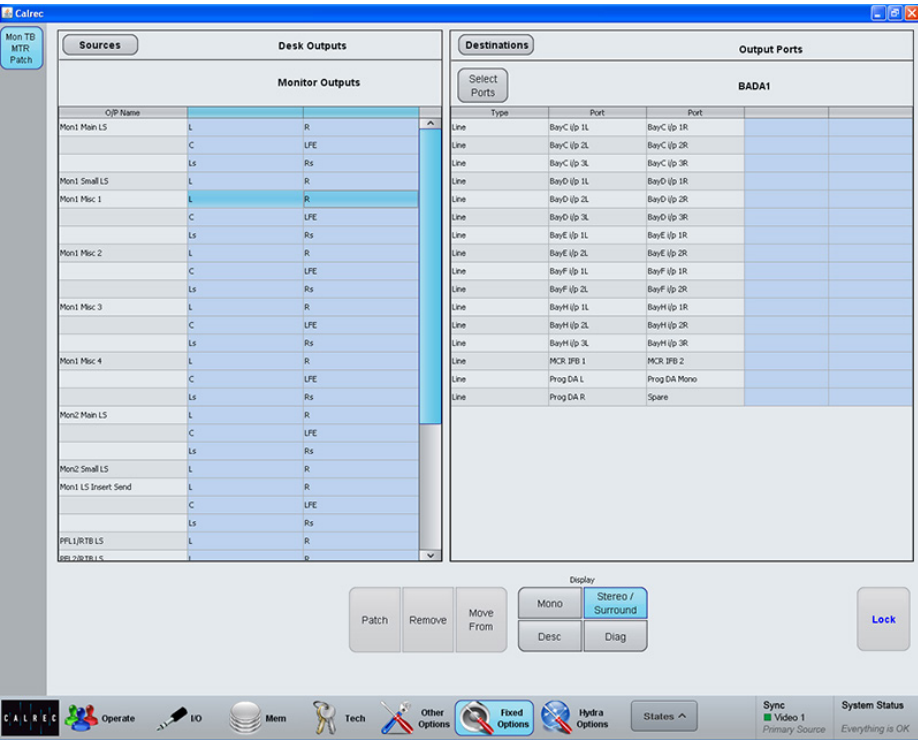 Calrec
Mon TB
MTR
Patch
Sources
Desk Outputs
Monitor Outputs
O/P Name
Mon1 Main LS L R
C LFE
Ls Rs
Mon1 Small LS L R
Mon1 Misc 1 L R
C LFE
Ls Rs
Mon1 Misc 2 L R
C LFE
Ls Rs
Mon1 Misc 3 L R
C LFE
Ls Rs
Mon1 Misc 4 L R
C LFE
Ls Rs
Mon2 Main LS L R
C LFE
Ls Rs
Mon2 Small LS L R
Mon1 LS Insert Send L R
C LFE
Ls Rs
PFL1/RTB LS L R
PFL2/RTB LS L R
Destinations
Output Ports
Select
Ports
BADA1
Type Port Port
Line BayC i/p 1L BayC i/p 1R
Line BayC i/p 2L BayC i/p 2R
Line BayC i/p 3L BayC i/p 3R
Line BayD i/p 1L BayD i/p 1R
Line BayD i/p 2L BayD i/p 2R
Line BayD i/p 3L BayD i/p 3R
Line BayE i/p 1L BayE i/p 1R
Line BayE i/p 2L BayE i/p 2R
Line BayF i/p 1L BayF i/p 1R
Line BayF i/p 2L BayF i/p 2R
Line BayH i/p 1L BayH i/p 1R
Line BayH i/p 2L BayH i/p 2R
Line BayH i/p 3L BayH i/p 3R
Line MCR IFB 1 MCR IFB 2
Line Prog DA L Prog DA Mono
Line Prog DA R Spare
Patch
Remove
Move
From
Display
Mono
Stereo /
Surround
Desc
Diag
Lock
CALREC
Operate
I/O
Mem
Tech
Other
Options
Fixed
Options
Hydra
Options
States
Sync
Video 1
Primary Source
System Status
Everything is OK